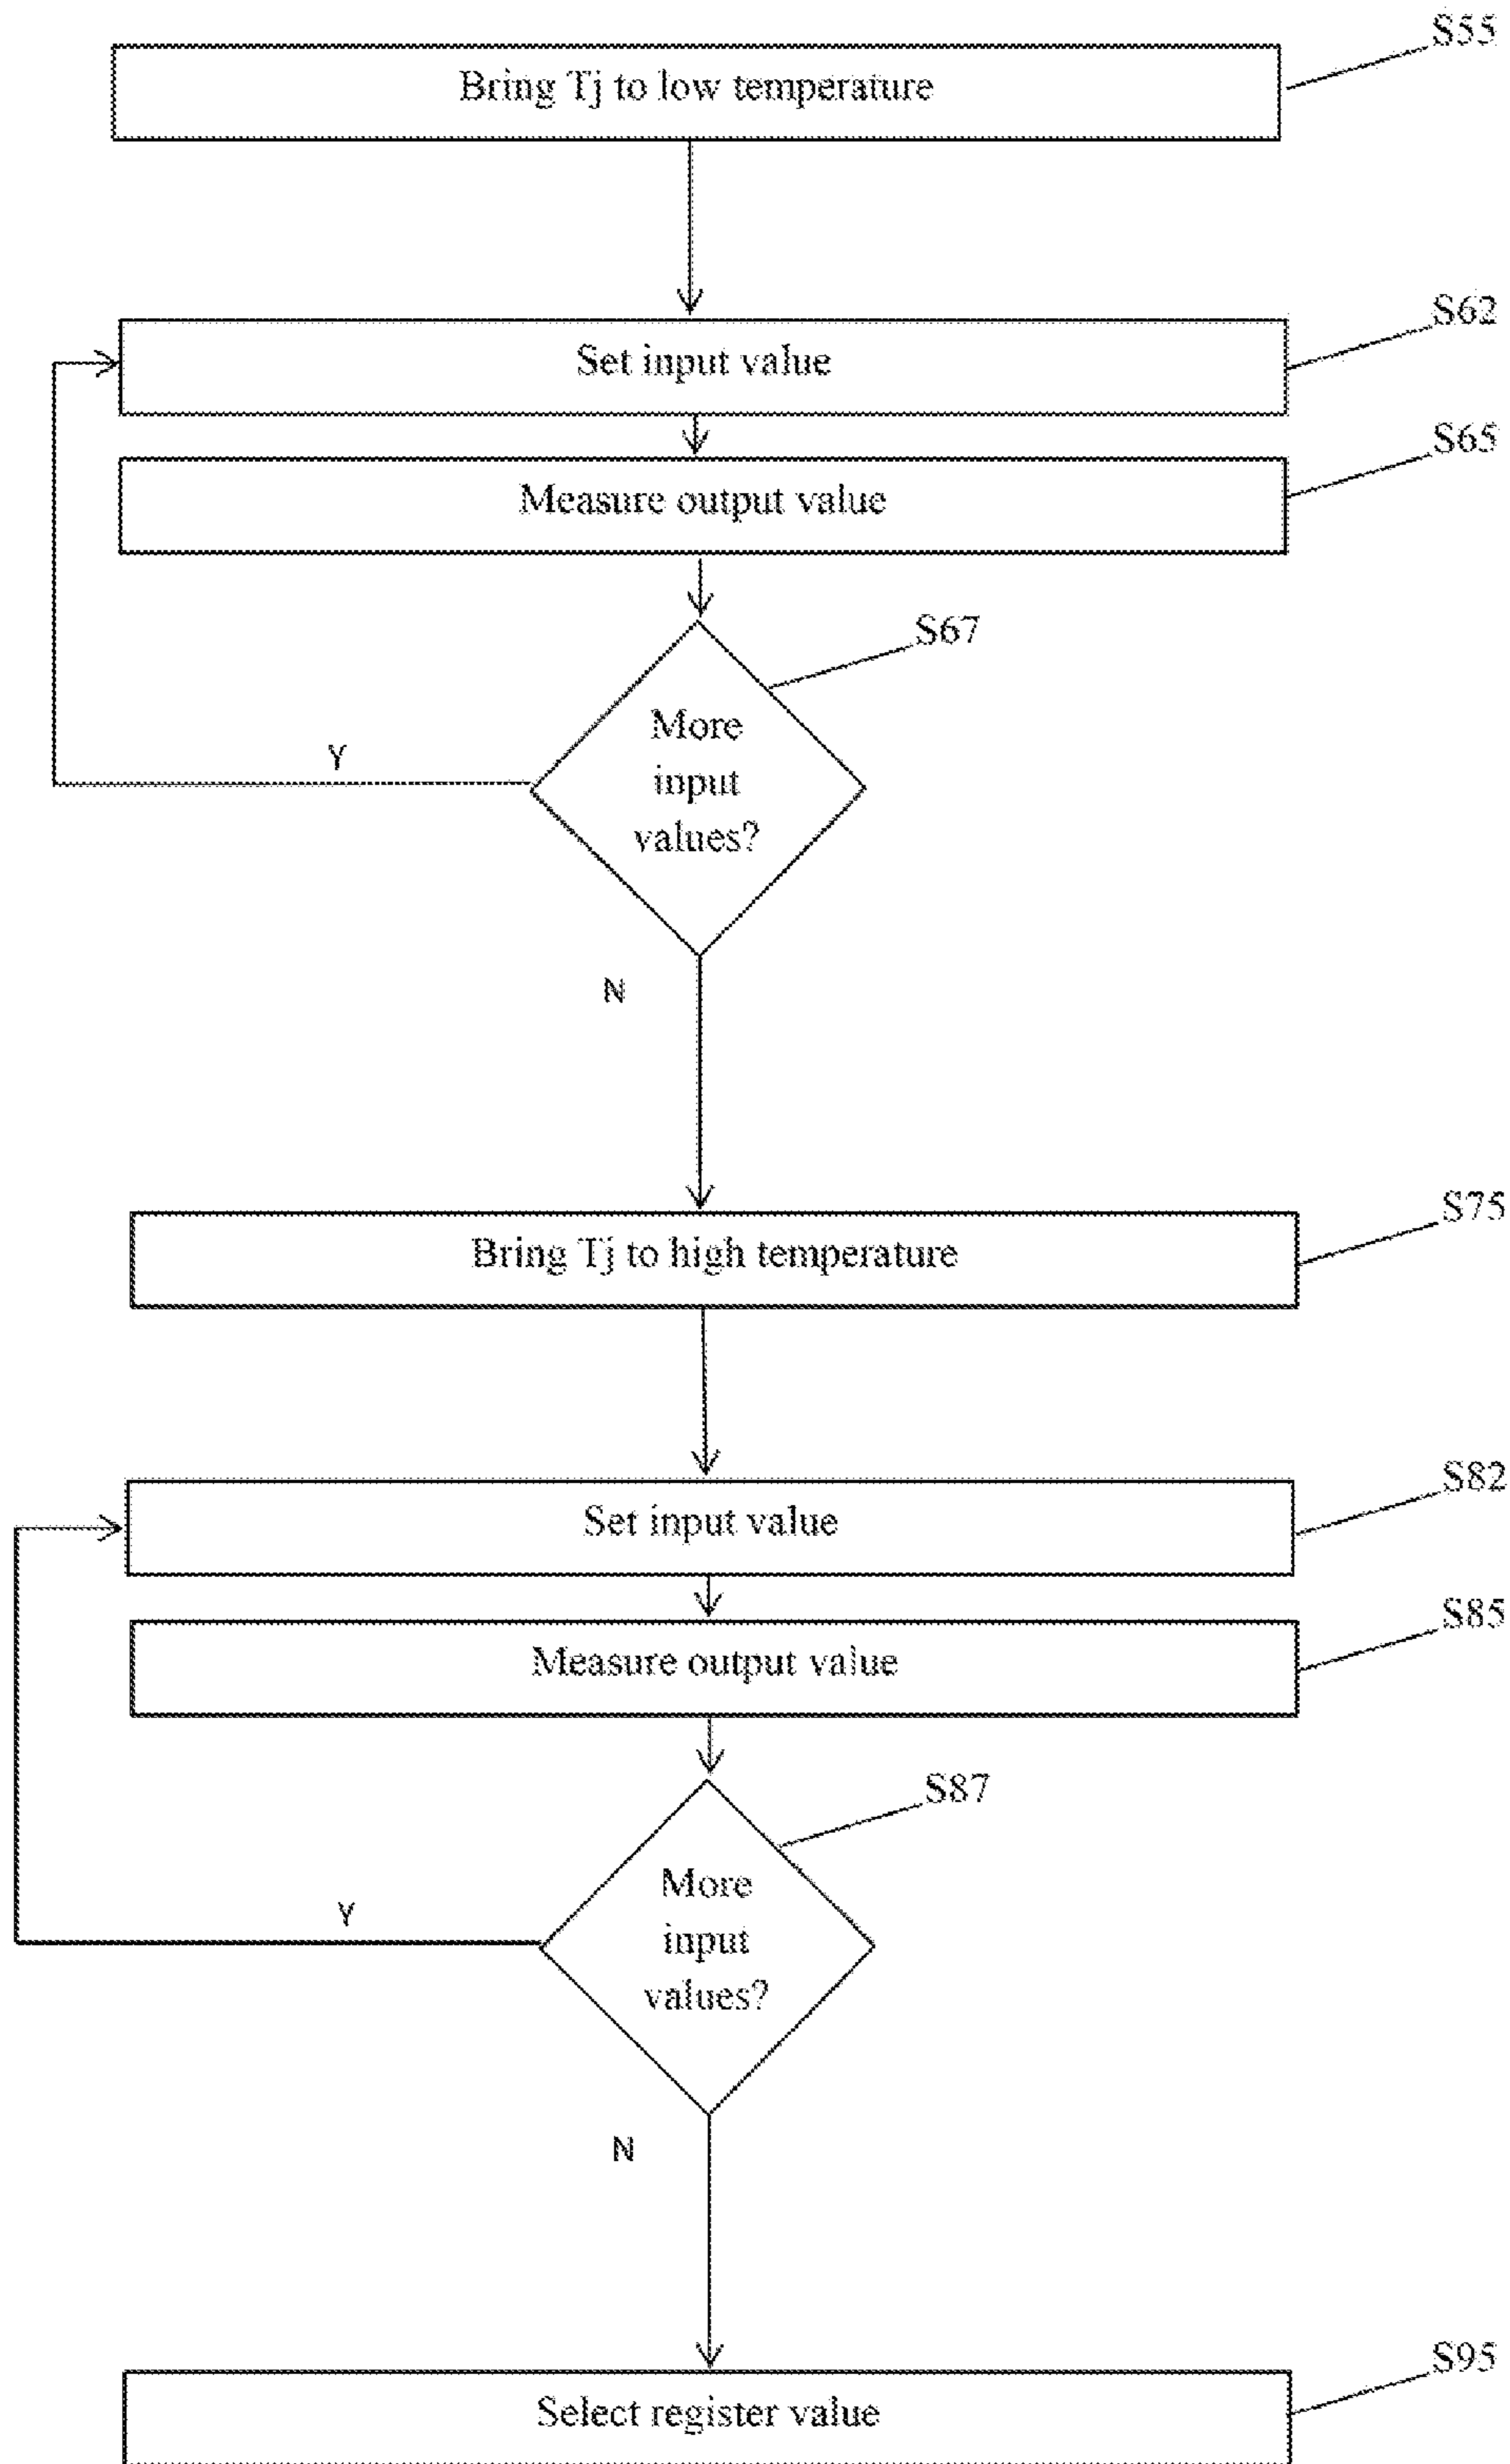 S55
Bring Tj to low temperature
S62
Set input value
S65
Measure output value
S67
More
input
values?
Y
N
S75
Bring Tj to high temperature
S82
Set input value
S85
Measure output value
S87
More
input
values?
Y
N
S95
Select register value